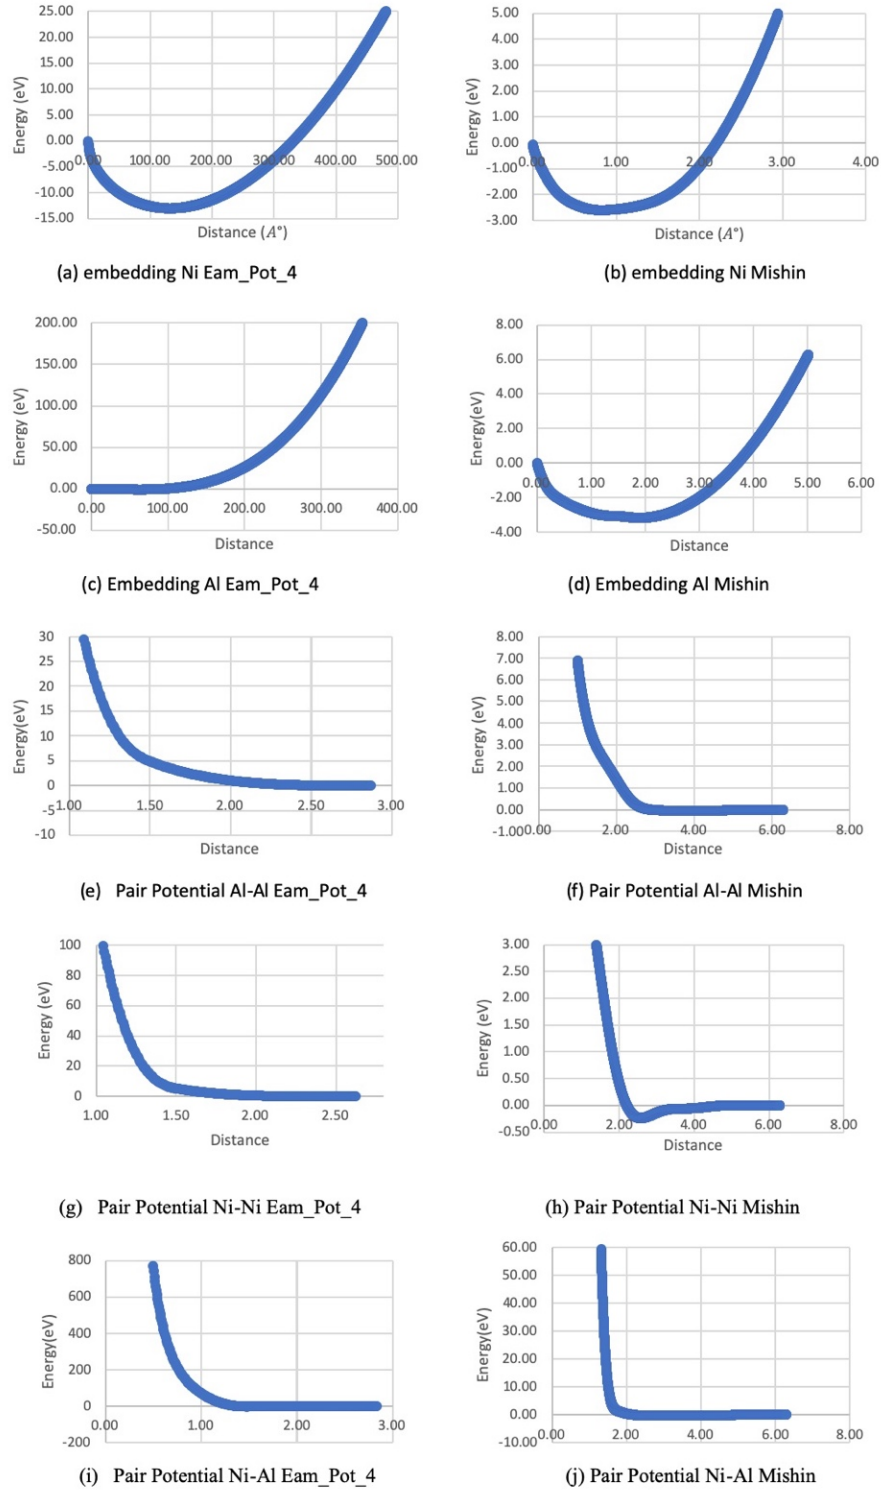 25.00
20.00
15.00
10.00
5.00
0.00
-5.00
-10.00
-15.00
Energy (eV)
0.00 100.00 200.00 300.00 400.00 500.00
Distance (A°)
(a) embedding Ni Eam_Pot_4
5.00
4.00
3.00
2.00
1.00
0.00
-1.00
-2.00
-3.00
Energy (eV)
0.00 1.00 2.00 3.00 4.00
Distance (A°)
(b) embedding Ni Mishin
200.00
150.00
100.00
50.00
0.00
-50.00
Energy (eV)
0.00 100.00 200.00 300.00 400.00
Distance
(c) Embedding Al Eam_Pot_4
8.00
6.00
4.00
2.00
0.00
-2.00
-4.00
Energy(eV)
0.00 1.00 2.00 3.00 4.00 5.00 6.00
Distance
(d) Embedding Al Mishin
30
25
20
15
10
5
0
-5
-10
Energy(eV)
1.00 1.50 2.00 2.50 3.00
Distance
(e) Pair Potential Al-Al Eam_Pot_4
8.00
7.00
6.00
5.00
4.00
3.00
2.00
1.00
0.00
-1.00
Energy (eV)
0.00 2.00 4.00 6.00 8.00
Distance
(f) Pair Potential Al-Al Mishin
100
80
60
40
20
0
Energy (eV)
1.00 1.50 2.00 2.50
Distance
(g) Pair Potential Ni-Ni Eam_Pot_4
3.00
2.50
2.00
1.50
1.00
0.50
0.00
-0.50
Energy (eV)
0.00 2.00 4.00 6.00 8.00
Distance
(h) Pair Potential Ni-Ni Mishin
800
600
400
200
0
-200
Energy(eV)
0.00 1.00 2.00 3.00
(i) Pair Potential Ni-Al Eam_Pot_4
60.00
50.00
40.00
30.00
20.00
10.00
0.00
-10.00
Energy(eV)
0.00 2.00 4.00 6.00 8.00
(j) Pair Potential Ni-Al Mishin